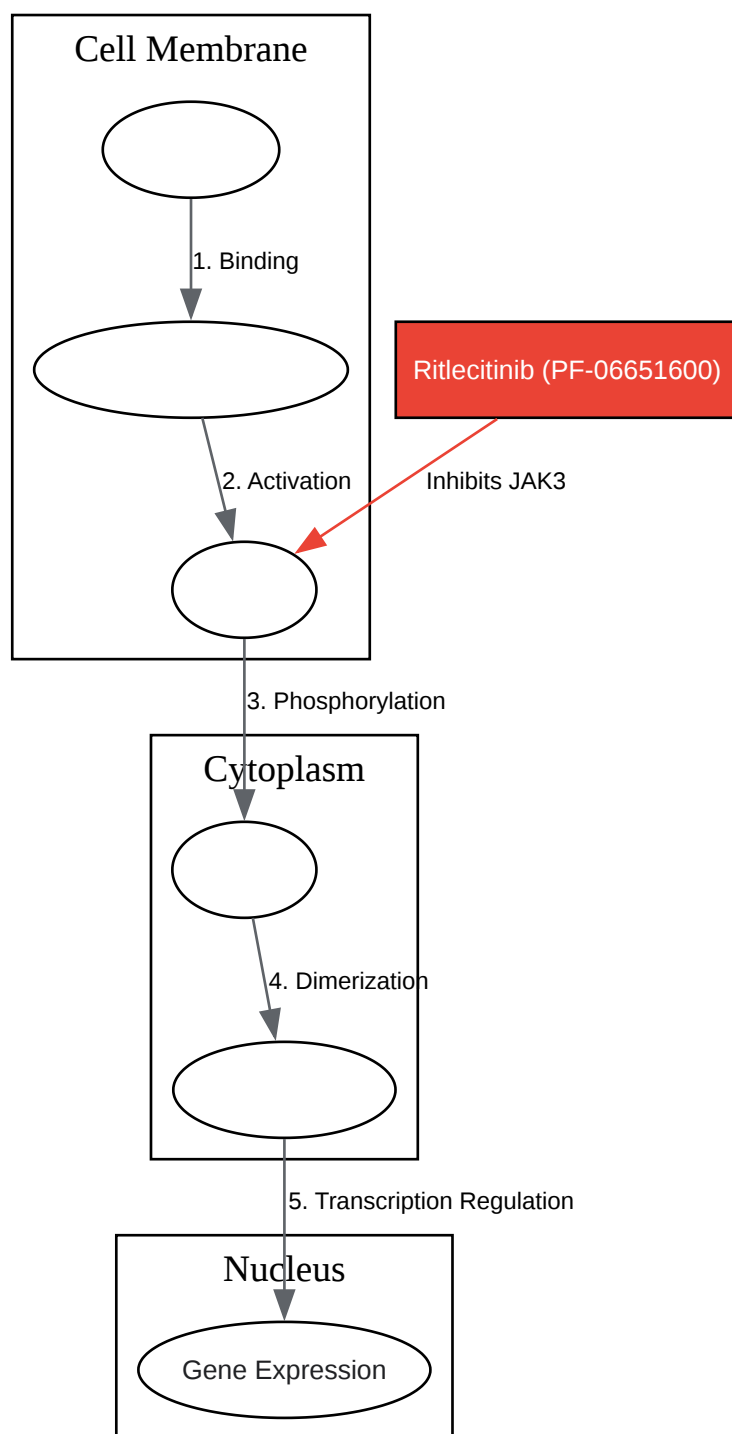 Cell Membrane
1. Binding
Ritlecitinib (PF-06651600)
2. Activation
Inhibits JAK3
3. Phosphorylation
Cytoplasm
4. Dimerization
5. Transcription Regulation
Nucleus
Gene Expression